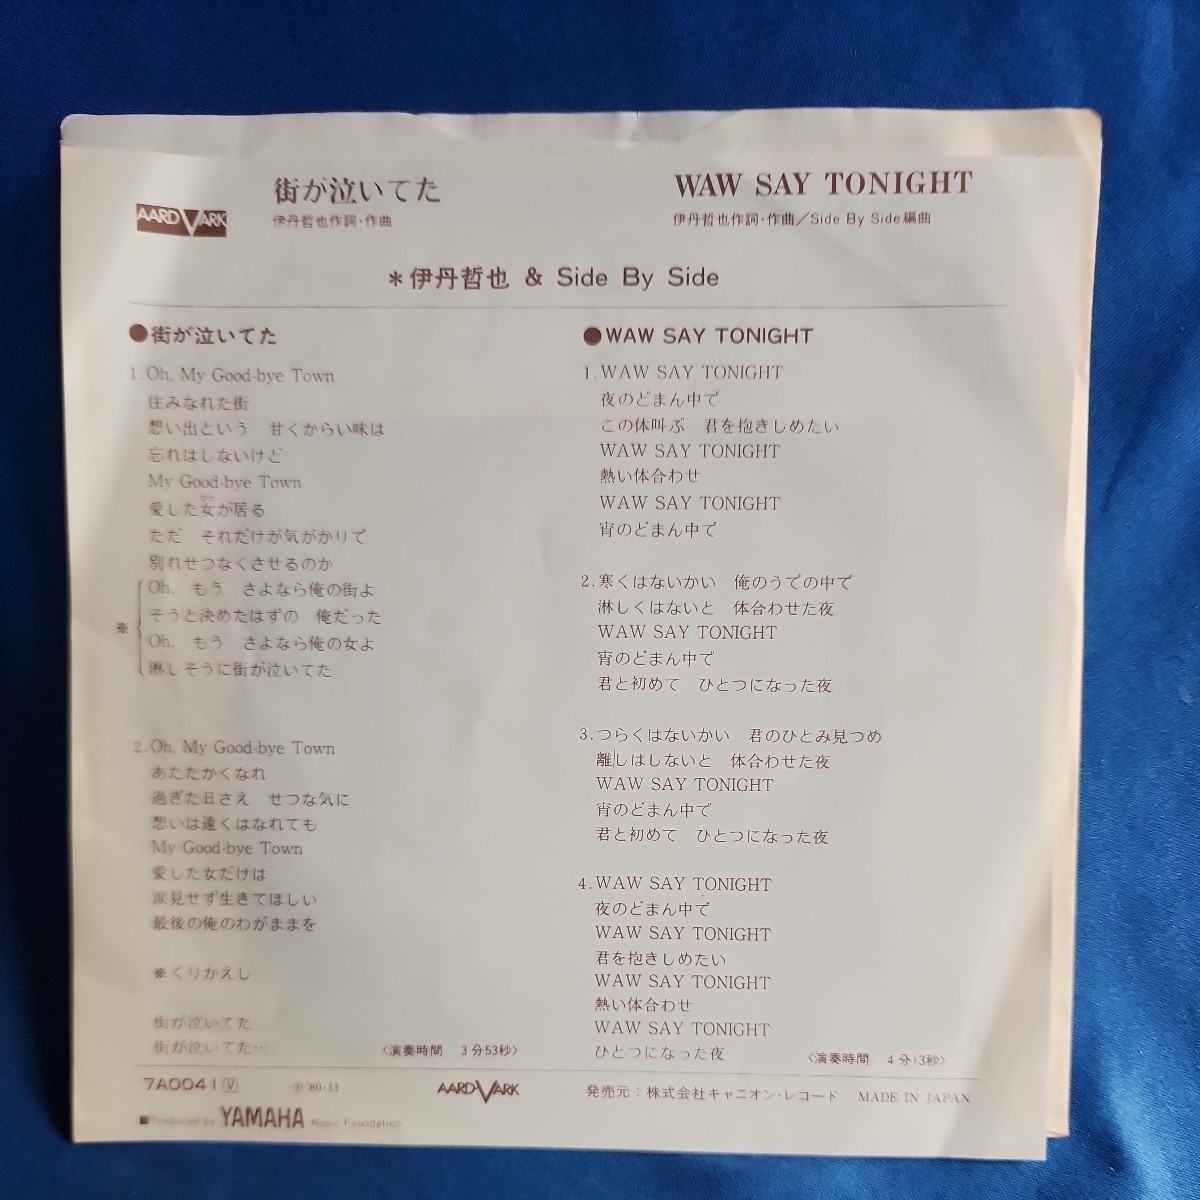 AARDVARK
街が泣いてた
伊丹哲也作詞・作曲
WAW SAY TONIGHT
伊丹哲也作詞・作曲／Side By Side編曲
＊伊丹哲也 & Side By Side
●街が泣いてた
1. Oh, My Good-bye Town
住みなれた街
想い出という　甘くからい味は
忘れはしないけど
My Good-bye Town
愛した女が居る
ひと
ただ　それだけが気がかりで
別れせつなくさせるのか
※
Oh, もう　さよなら俺の街よ
そうと決めたはずの　俺だった
Oh, もう　さよなら俺の女よ
淋しそうに街が泣いてた
2. Oh, My Good-bye Town
あたたかくなれ
過ぎた日さえ　せつな気に
想いは遠くはなれても
My Good-bye Town
愛した女だけは
涙見せず生きてほしい
最後の俺のわがままを
※くりかえし
街が泣いてた
街が泣いてた…
〈演奏時間　3分53秒〉
●WAW SAY TONIGHT
1. WAW SAY TONIGHT
夜のどまん中で
この体叫ぶ　君を抱きしめたい
WAW SAY TONIGHT
熱い体合わせ
WAW SAY TONIGHT
宵のどまん中で
2. 寒くはないかい　俺のうでの中で
淋しくはないと　体合わせた夜
WAW SAY TONIGHT
宵のどまん中で
君と初めて　ひとつになった夜
3. つらくはないかい　君のひとみ見つめ
離しはしないと　体合わせた夜
WAW SAY TONIGHT
宵のどまん中で
君と初めて　ひとつになった夜
4. WAW SAY TONIGHT
夜のどまん中で
WAW SAY TONIGHT
君を抱きしめたい
WAW SAY TONIGHT
熱い体合わせ
WAW SAY TONIGHT
ひとつになった夜
〈演奏時間　4分13秒〉
7A0041 V
℗ '80・11
AARD-VARK
発売元：株式会社キャニオン・レコード　MADE IN JAPAN
■Produced by YAMAHA Music Foundation